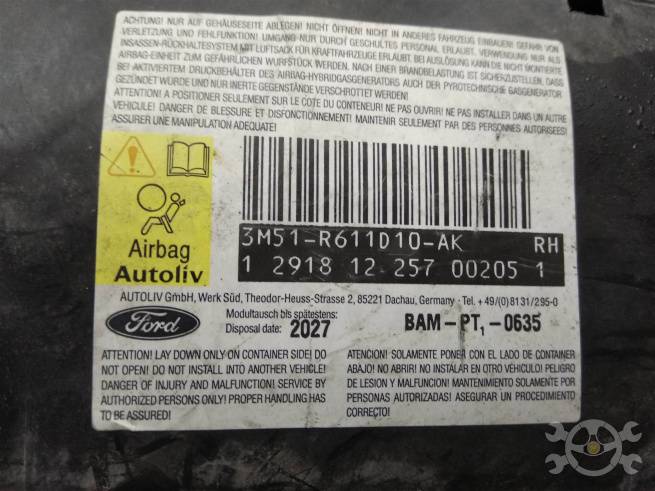 ACHTUNG! NUR AUF GEHÄUSESEITE ABLEGEN! NICHT ÖFFNEN! NICHT IN ANDERES FAHRZEUG EINBAUEN! GEFAHR VON
VERLETZUNG UND FEHLFUNKTION! UMGANG NUR DURCH GESCHULTES PERSONAL ERLAUBT. VERWENDUNG NUR ALS
INSASSEN-RÜCKHALTESYSTEM MIT LUFTSACK FÜR KRAFTFAHRZEUGE ERLAUBT. BEI AUSLÖSUNG KANN DIE NICHT MONTIERTE
AIRBAG-EINHEIT ZUM GEFÄHRLICHEN WURFSTÜCK WERDEN. NACH EINER BRANDBELASTUNG IST SICHERZUSTELLEN, DASS
BEI AKTIVIERTEM DRUCKBEHÄLTER DES AIRBAG-HYBRIDGASGENERATORS AUCH DER PYROTECHNISCHE GASGENERATOR
GEZÜNDET WURDE UND NUR INERTE GEGENSTÄNDE VERSCHROTTET WERDEN!
ATTENTION! A POSITIONER SEULEMENT SUR LE COTE DU CONTENEUR! NE PAS OUVRIR! NE PAS INSTALLER DANS UN AUTRE
VEHICULE! DANGER DE BLESSURE ET DISFONCTIONEMENT! MAINTENIR SEULEMENT PAR DES PERSONNES AUTORISEES!
ASSURER UNE MANIPULATION ADEQUATE!
Airbag
Autoliv
3M51-R611D10-AK RH
1 2918 12 257 00205 1
AUTOLIV GmbH, Werk Süd, Theodor-Heuss-Strasse 2, 85221 Dachau, Germany - Tel. +49/(0)8131/295-0
Ford
Modultausch bis spätestens:
Disposal date: 2027
BAM-PT₁-0635
ATTENTION! LAY DOWN ONLY ON CONTAINER SIDE! DO
NOT OPEN! DO NOT INSTALL INTO ANOTHER VEHICLE!
DANGER OF INJURY AND MALFUNCTION! SERVICE BY
AUTHORIZED PERSONS ONLY! PROPER HANDLING HAS
TO BE ASSURED!
ATENCION! SOLAMENTE PONER CON EL LADO DE CONTAINER
ABAJO! NO ABRIR! NO INSTALAR EN OTRO VEHÍCULO! PELIGRO
DE LESION Y MALFUNCION! MANTENIMIENTO SOLAMENTE POR
PERSONAS AUTORIZADAS! ASEGURAR UN PROCEDIMIENTO
CORRECTO!